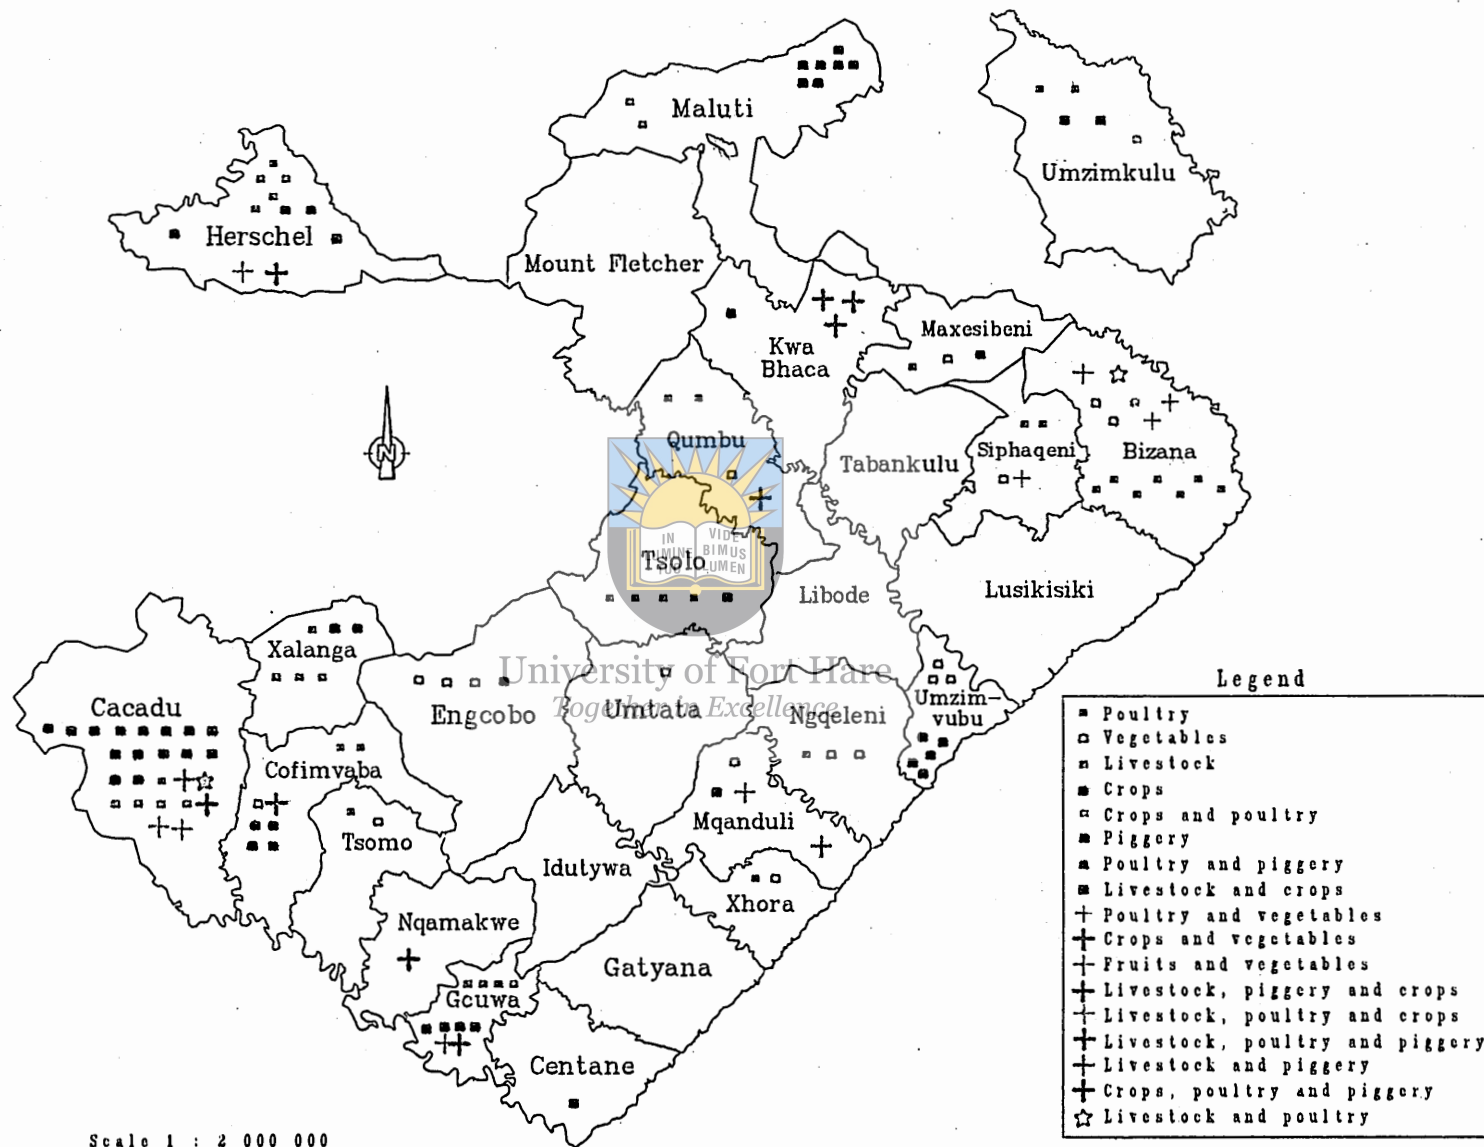 Maluti
Umzimkulu
Herschel
Mount Fletcher
Maxesibeni
Kwa
Bhaca
Qumbu
Tabankulu
Siphaqeni
Bizana
N
IN
VIDE
BIMUS
LUMEN
Tsolo
Libode
Lusikisiki
Xalanga
University of Fort Hare
Together in Excellence
Cacadu
Engcobo
Umtata
Ngqeleni
Umzim-
vubu
Cofimvaba
Tsomo
Mqanduli
Idutywa
Xhora
Nqamakwe
Gatyana
Gcuwa
Centane
Scale 1 : 2 000 000
Legend
Poultry
Vegetables
Livestock
Crops
Crops and poultry
Piggery
Poultry and piggery
Livestock and crops
Poultry and vegetables
Crops and vegetables
Fruits and vegetables
Livestock, piggery and crops
Livestock, poultry and crops
Livestock, poultry and piggery
Livestock and piggery
Crops, poultry and piggery
Livestock and poultry